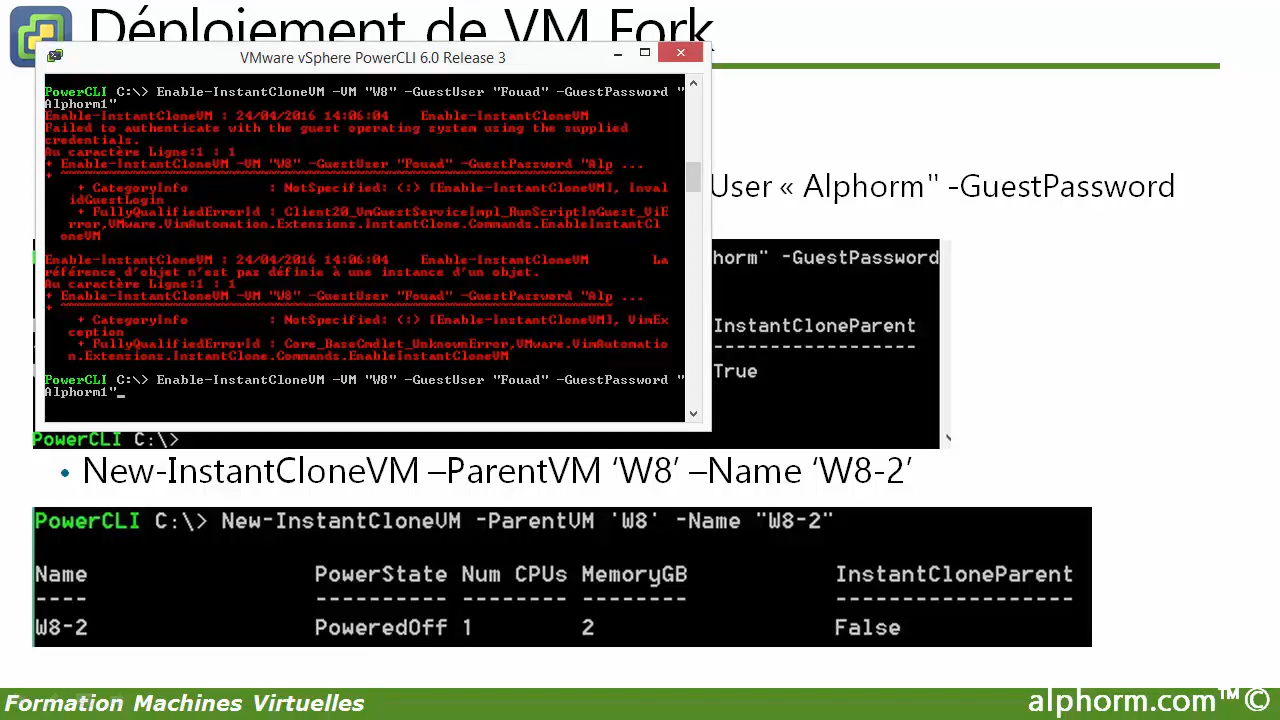 Déploiement de VM Fork
VMware vSphere PowerCLI 6.0 Release 3
PowerCLI C:\> Enable-InstantCloneVM -VM "W8" -GuestUser "Fouad" -GuestPassword "
Alphorm1"
Enable-InstantCloneVM : 24/04/2016 14:06:04    Enable-InstantCloneVM
Failed to authenticate with the guest operating system using the supplied
credentials.
Au caractère Ligne:1 : 1
+ Enable-InstantCloneVM -VM "W8" -GuestUser "Fouad" -GuestPassword "Alp ...
+
+ CategoryInfo          : NotSpecified: (:) [Enable-InstantCloneVM], Inval
idGuestLogin
+ FullyQualifiedErrorId : Client20_VmGuestServiceImpl_RunScriptInGuest_ViE
rror,VMware.VimAutomation.Extensions.InstantClone.Commands.EnableInstantCl
oneVM
Enable-InstantCloneVM : 24/04/2016 14:06:04    Enable-InstantCloneVM        La
référence d'objet n'est pas définie à une instance d'un objet.
Au caractère Ligne:1 : 1
+ Enable-InstantCloneVM -VM "W8" -GuestUser "Fouad" -GuestPassword "Alp ...
+
+ CategoryInfo          : NotSpecified: (:) [Enable-InstantCloneVM], VimEx
ception
+ FullyQualifiedErrorId : Core_BaseCmdlet_UnknownError,VMware.VimAutomatio
n.Extensions.InstantClone.Commands.EnableInstantCloneVM
PowerCLI C:\> Enable-InstantCloneVM -VM "W8" -GuestUser "Fouad" -GuestPassword "
Alphorm1"_
User « Alphorm" -GuestPassword
horm" -GuestPassword
InstantCloneParent
------------------
True
PowerCLI C:\>
• New-InstantCloneVM –ParentVM ‘W8’ –Name ‘W8-2’
PowerCLI C:\> New-InstantCloneVM -ParentVM 'W8' -Name "W8-2"
Name PowerState Num CPUs MemoryGB InstantCloneParent
---- ---------- -------- -------- ------------------
W8-2 PoweredOff 1 2 False
Formation Machines Virtuelles
alphorm.com™©